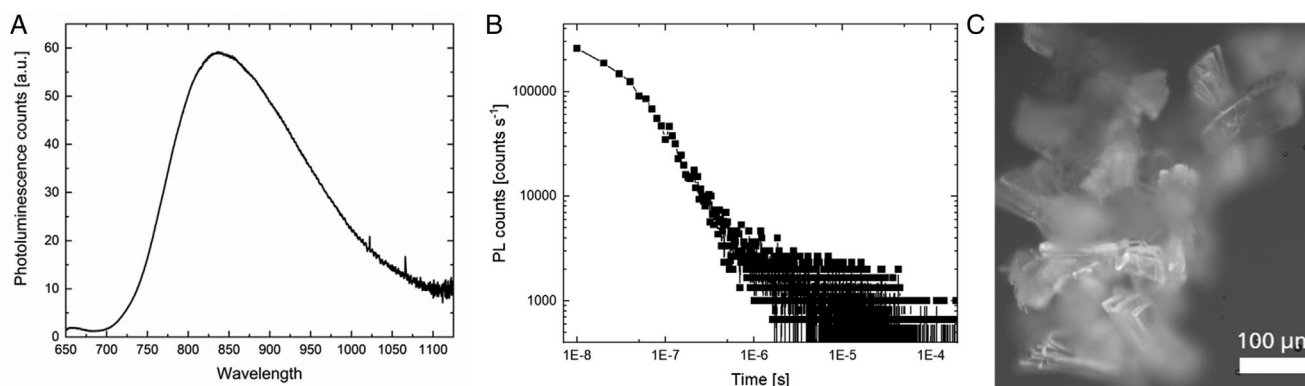 A
Photoluminescence counts [a.u.]
60
50
40
30
20
10
0
650 700 750 800 850 900 950 1000 1050 1100
Wavelength
B
PL counts [counts s⁻¹]
100000
10000
1000
1E-8 1E-7 1E-6 1E-5 1E-4
Time [s]
C
100 µm